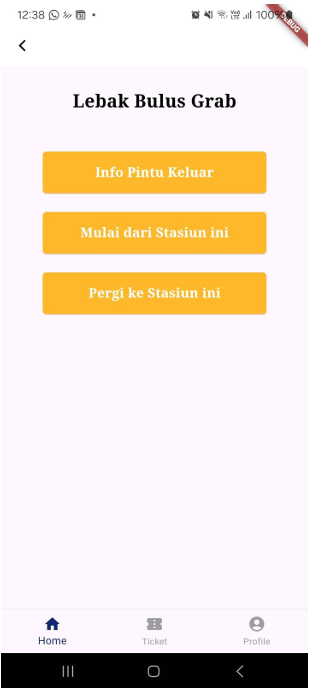 12:38
100%
DEBUG
Lebak Bulus Grab
Info Pintu Keluar
Mulai dari Stasiun ini
Pergi ke Stasiun ini
Home Ticket Profile